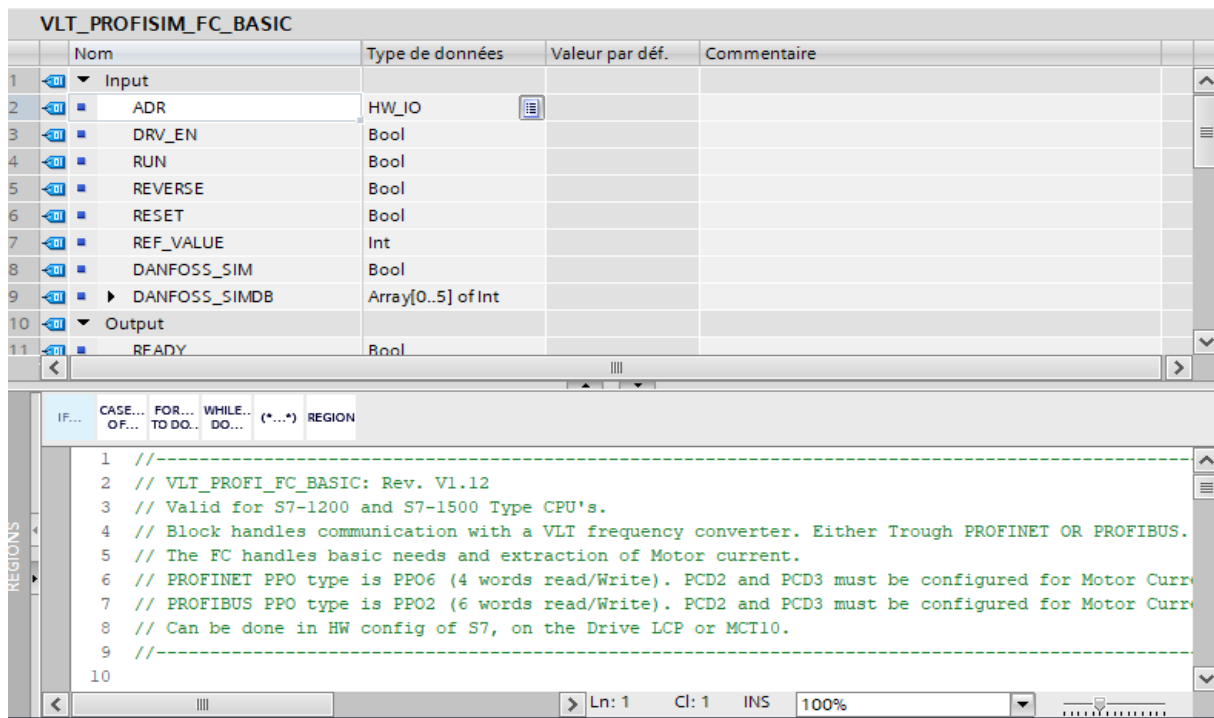 VLT_PROFISIM_FC_BASIC
Nom Type de données Valeur par déf. Commentaire
1 Input
2 ADR HW_IO
3 DRV_EN Bool
4 RUN Bool
5 REVERSE Bool
6 RESET Bool
7 REF_VALUE Int
8 DANFOSS_SIM Bool
9 DANFOSS_SIMDB Array[0..5] of Int
10 Output
11 READY Bool
IF... CASE... OF... FOR... TO DO... WHILE... DO... (*...*) REGION
REGIONS
1 //-----------------------------------------------------------------------------
2 // VLT_PROFI_FC_BASIC: Rev. V1.12
3 // Valid for S7-1200 and S7-1500 Type CPU's.
4 // Block handles communication with a VLT frequency converter. Either Trough PROFINET OR PROFIBUS.
5 // The FC handles basic needs and extraction of Motor current.
6 // PROFINET PPO type is PPO6 (4 words read/Write). PCD2 and PCD3 must be configured for Motor Curre
7 // PROFIBUS PPO type is PPO2 (6 words read/Write). PCD2 and PCD3 must be configured for Motor Curre
8 // Can be done in HW config of S7, on the Drive LCP or MCT10.
9 //-----------------------------------------------------------------------------
10
Ln: 1 Cl: 1 INS 100%